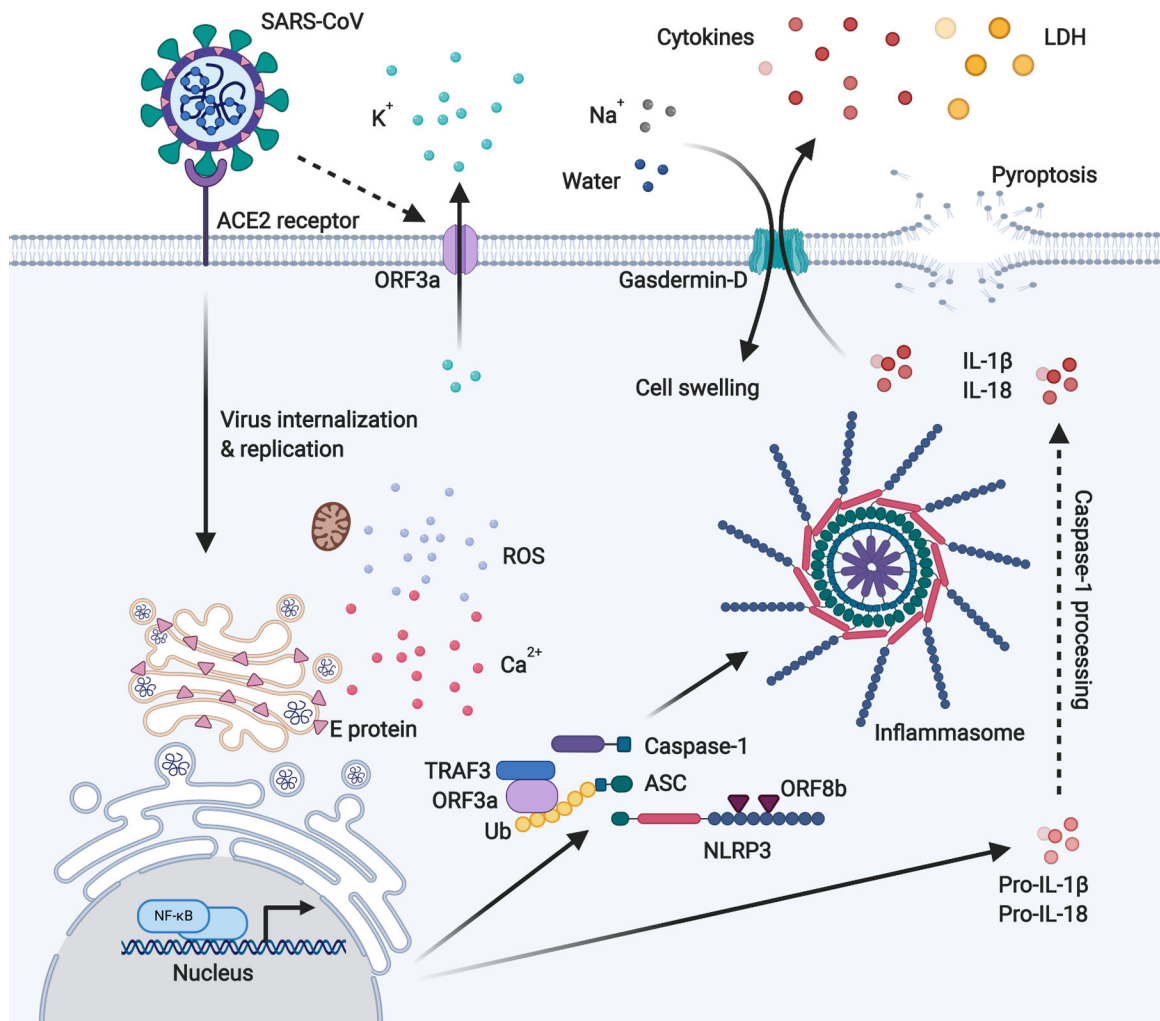 SARS-CoV
Cytokines
LDH
K⁺
Na⁺
Water
Pyroptosis
ACE2 receptor
ORF3a
Gasdermin-D
Cell swelling
IL-1β
IL-18
Virus internalization
& replication
ROS
Ca²⁺
Caspase-1 processing
E protein
Inflammasome
Caspase-1
TRAF3
ASC
ORF3a
ORF8b
Ub
NLRP3
Pro-IL-1β
Pro-IL-18
NF-κB
Nucleus